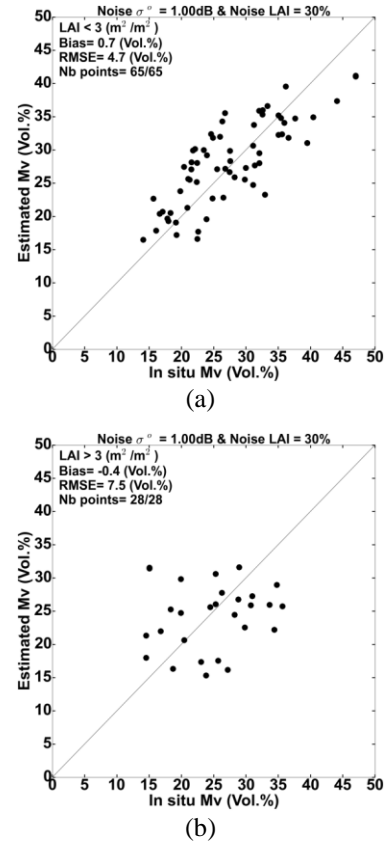 Noise σ° = 1.00dB & Noise LAI = 30%
LAI < 3 (m²/m²)
Bias= 0.7 (Vol.%)
RMSE= 4.7 (Vol.%)
Nb points= 65/65
50
45
40
35
30
25
20
15
10
5
0
Estimated Mv (Vol.%)
0 5 10 15 20 25 30 35 40 45 50
In situ Mv (Vol.%)
(a)
Noise σ° = 1.00dB & Noise LAI = 30%
LAI > 3 (m²/m²)
Bias= -0.4 (Vol.%)
RMSE= 7.5 (Vol.%)
Nb points= 28/28
50
45
40
35
30
25
20
15
10
5
0
Estimated Mv (Vol.%)
0 5 10 15 20 25 30 35 40 45 50
In situ Mv (Vol.%)
(b)